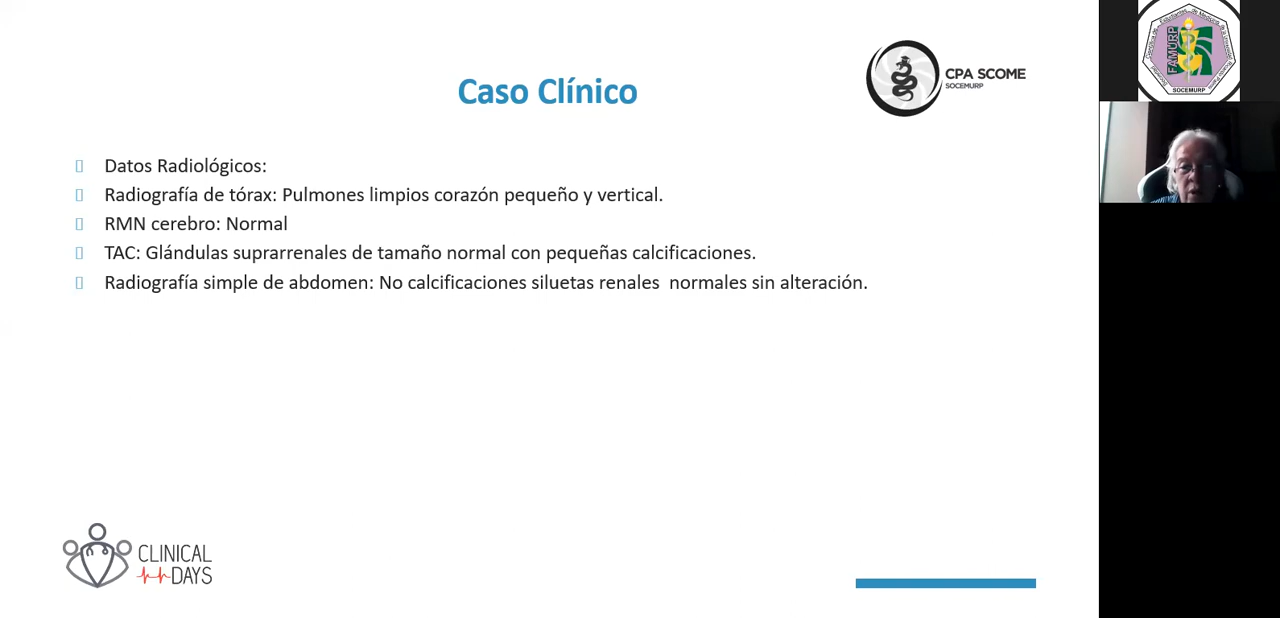 Caso Clínico
CPA SCOME
SOCEMURP
Datos Radiológicos:
Radiografía de tórax: Pulmones limpios corazón pequeño y vertical.
RMN cerebro: Normal
TAC: Glándulas suprarrenales de tamaño normal con pequeñas calcificaciones.
Radiografía simple de abdomen: No calcificaciones siluetas renales  normales sin alteración.
CLINICAL
DAYS
FAMURP
SOCEMURP